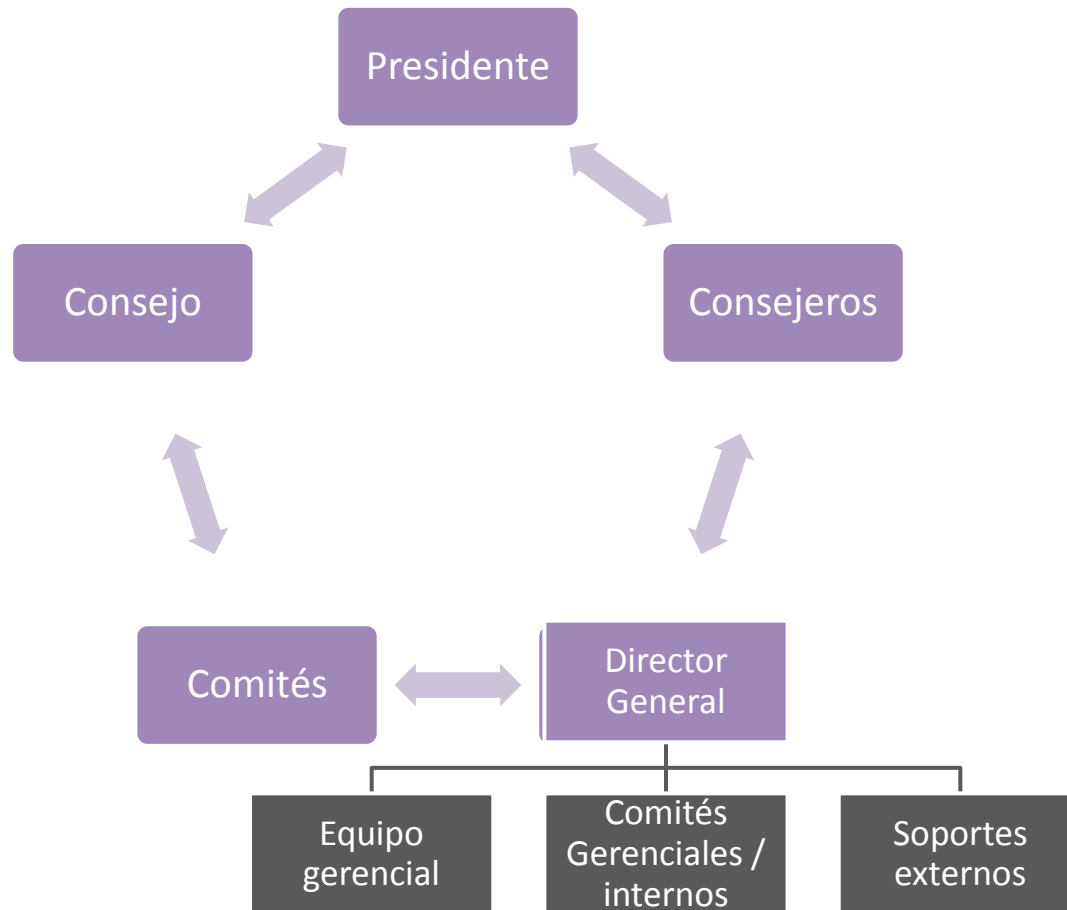 Presidente
Consejo
Consejeros
Comités
Director
General
Equipo
gerencial
Comités
Gerenciales /
internos
Soportes
externos